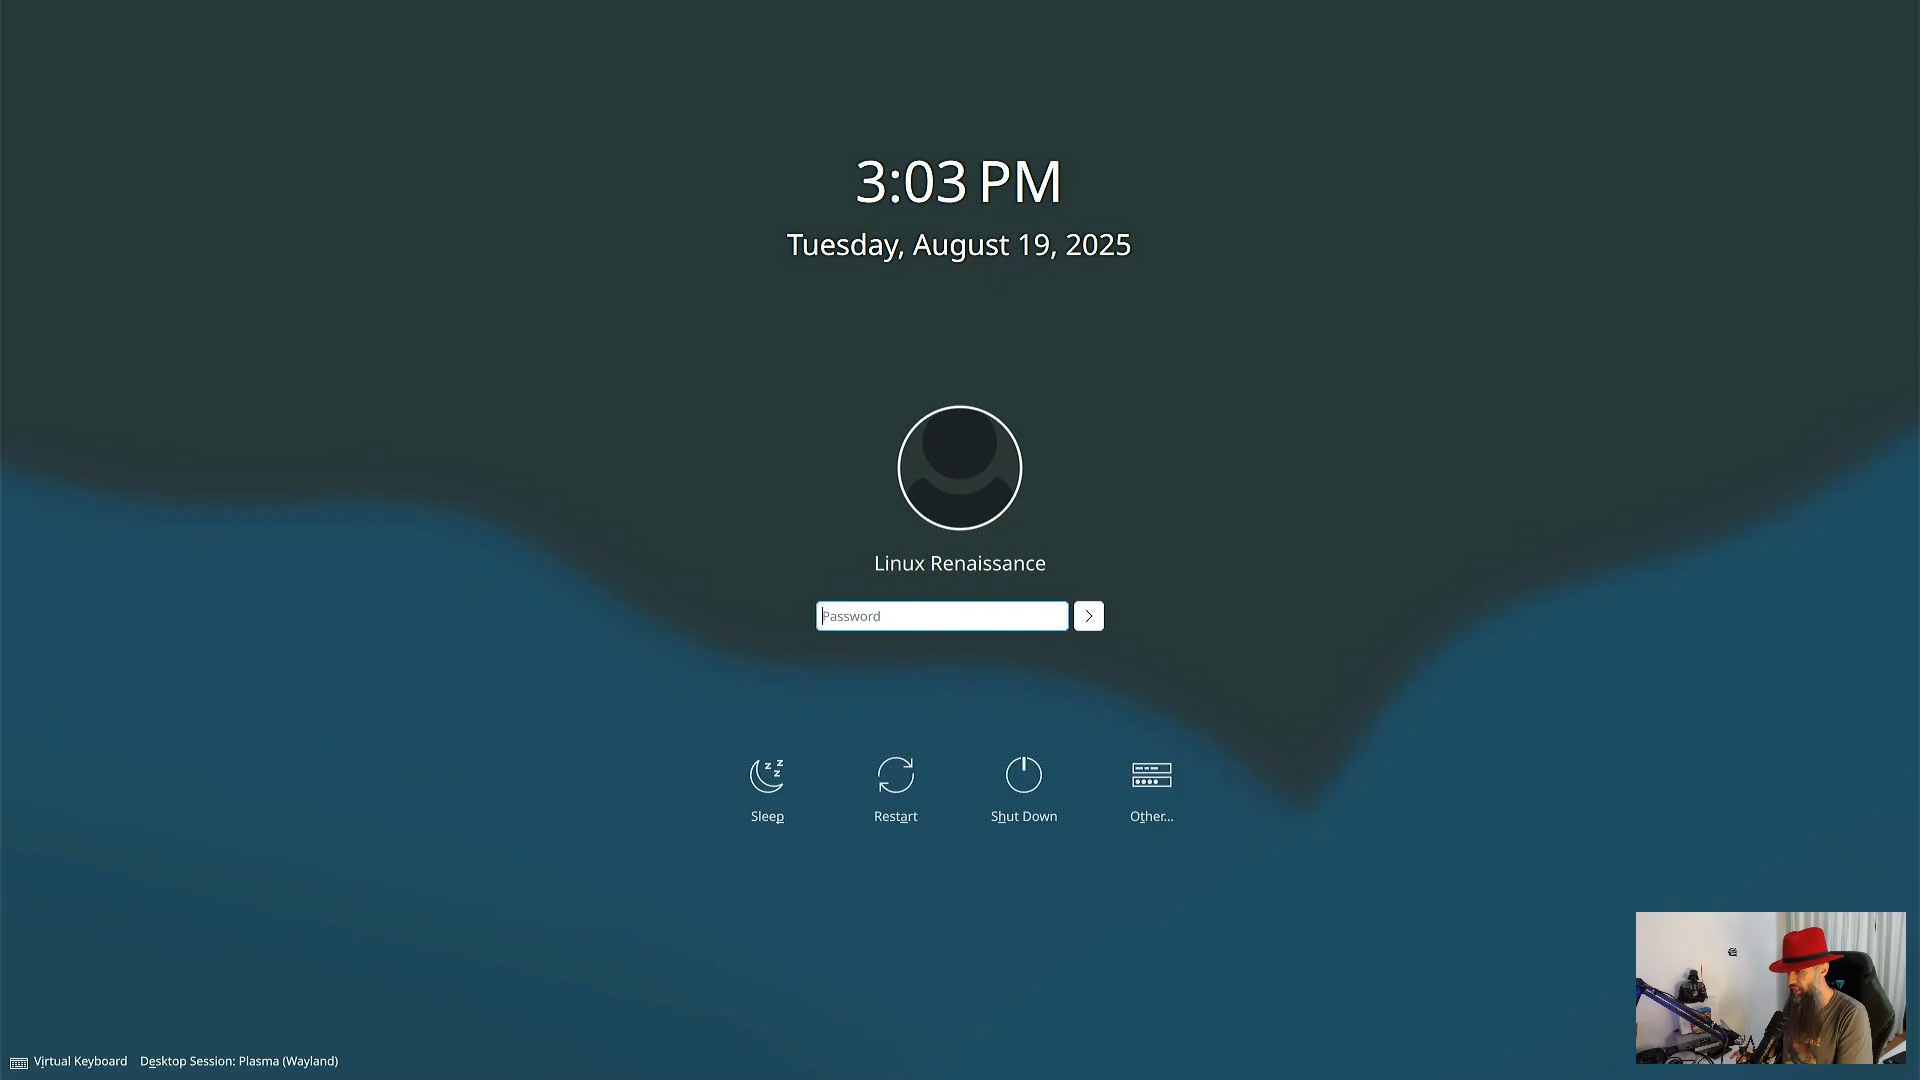 3:03 PM
Tuesday, August 19, 2025
Linux Renaissance
Password
Sleep
Restart
Shut Down
Other...
Virtual Keyboard
Desktop Session: Plasma (Wayland)